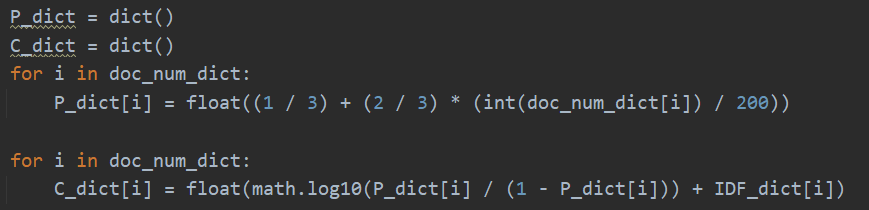 P_dict = dict()
C_dict = dict()
for i in doc_num_dict:
    P_dict[i] = float((1 / 3) + (2 / 3) * (int(doc_num_dict[i]) / 200))

for i in doc_num_dict:
    C_dict[i] = float(math.log10(P_dict[i] / (1 - P_dict[i])) + IDF_dict[i])